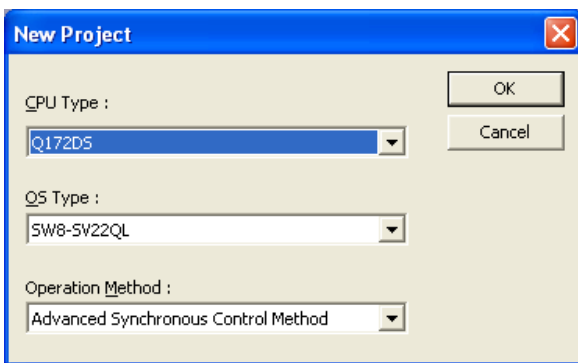 New Project
CPU Type :
OK
Q172DS
Cancel
OS Type :
SW8-SV22QL
Operation Method :
Advanced Synchronous Control Method